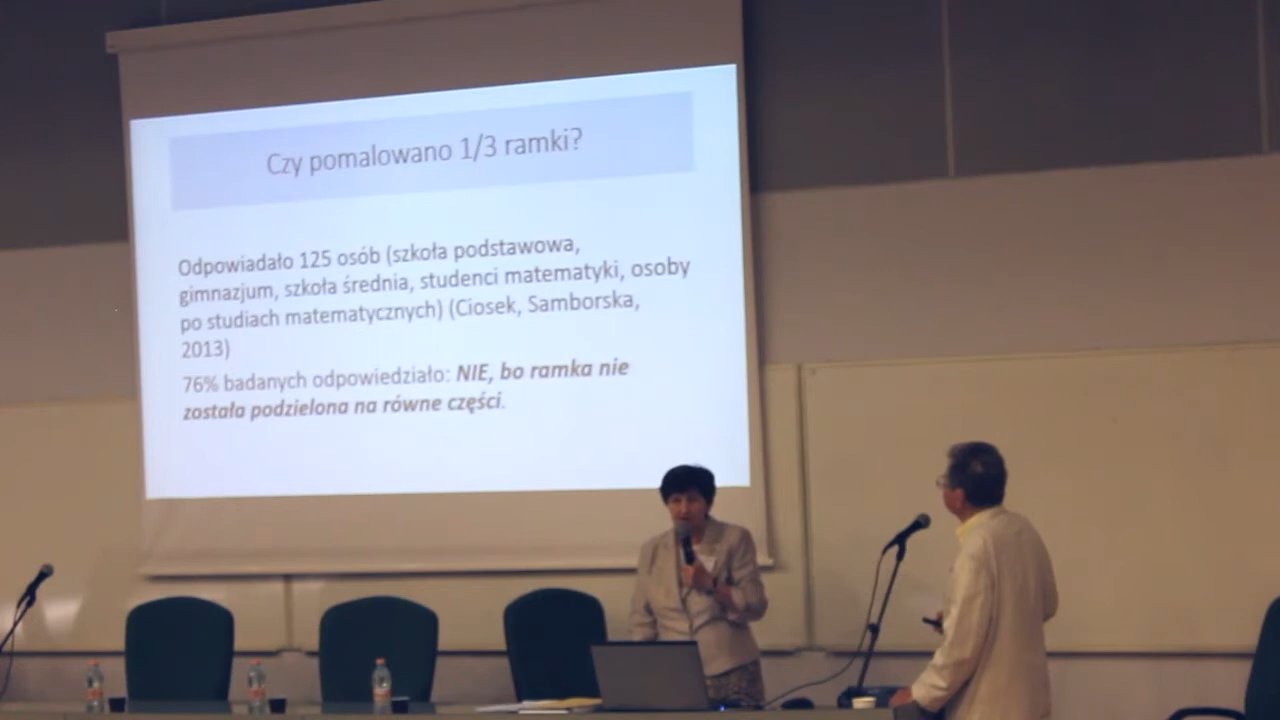 Czy pomalowano 1/3 ramki?
Odpowiadało 125 osób (szkoła podstawowa,
gimnazjum, szkoła średnia, studenci matematyki, osoby
po studiach matematycznych) (Ciosek, Samborska,
2013)
76% badanych odpowiedziało: NIE, bo ramka nie
została podzielona na równe części.